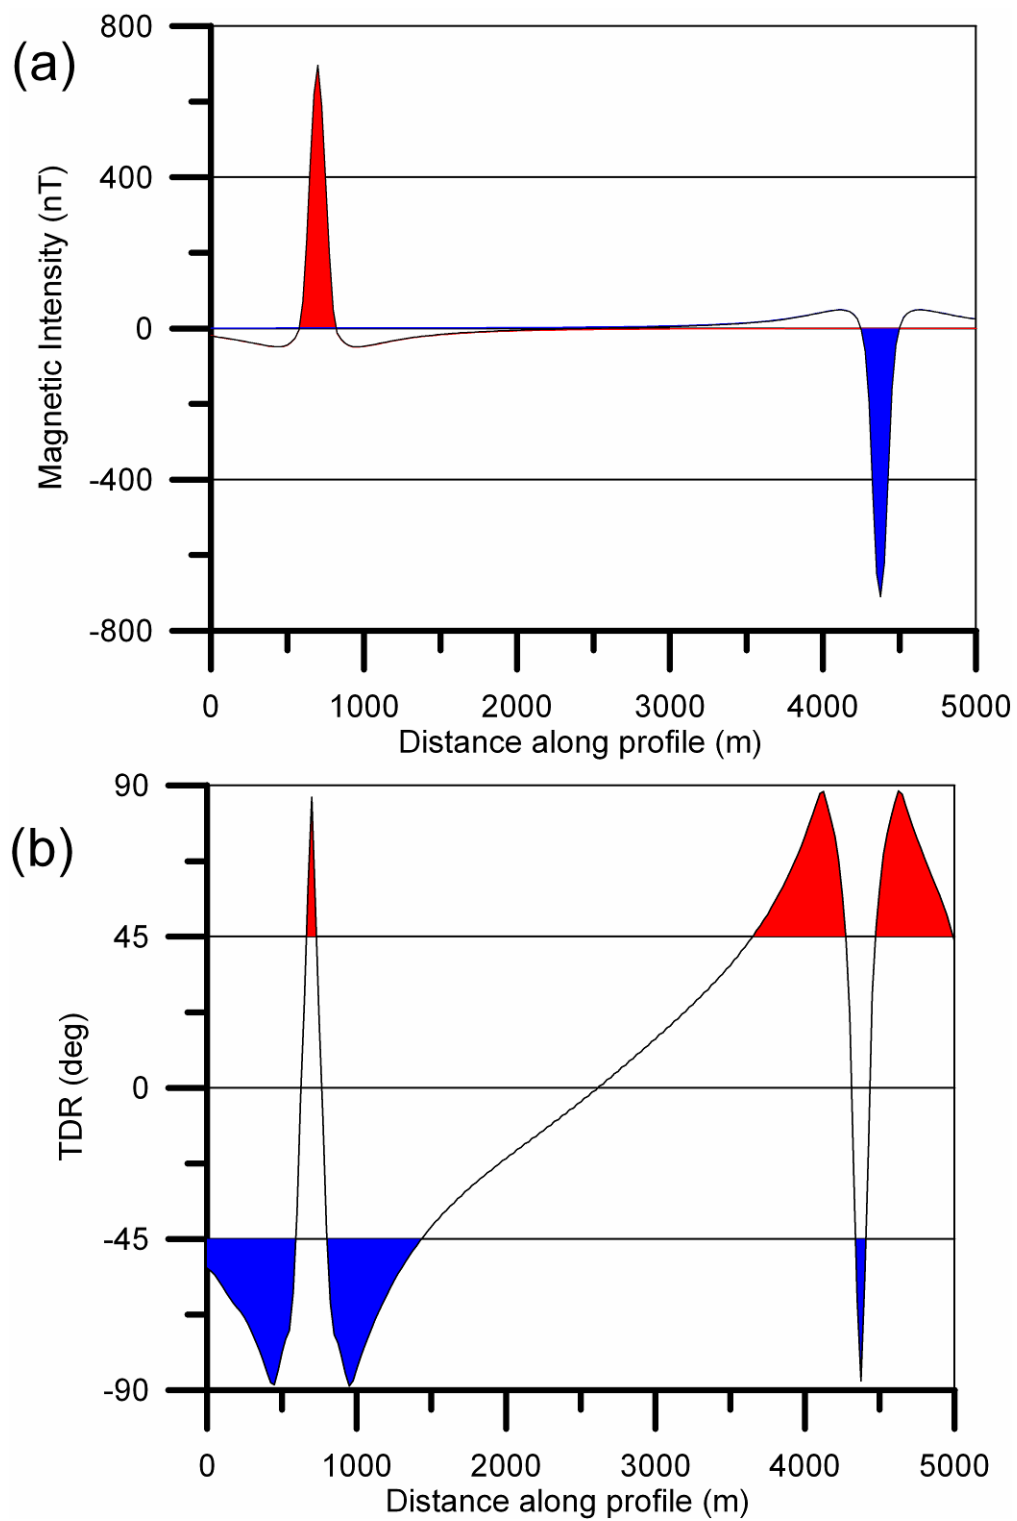 (a)
Magnetic Intensity (nT)
800
400
0
-400
-800
0 1000 2000 3000 4000 5000
Distance along profile (m)
(b)
TDR (deg)
90
45
0
-45
-90
0 1000 2000 3000 4000 5000
Distance along profile (m)